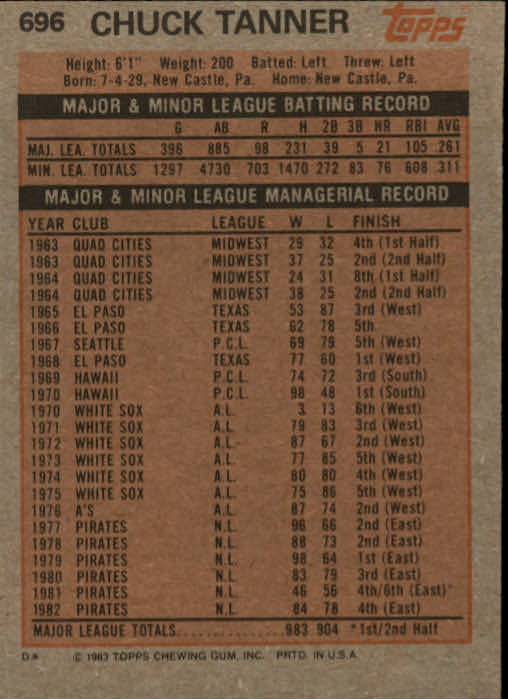 696 CHUCK TANNER Topps
Height: 6'1" Weight: 200 Batted: Left Threw: Left
Born: 7-4-29, New Castle, Pa. Home: New Castle, Pa.
MAJOR & MINOR LEAGUE BATTING RECORD
G AB R H 2B 3B HR RBI AVG
MAJ. LEA. TOTALS 396 885 98 231 39 5 21 105 .261
MIN. LEA. TOTALS 1297 4730 703 1470 272 83 76 608 .311
MAJOR & MINOR LEAGUE MANAGERIAL RECORD
YEAR CLUB LEAGUE W L FINISH
1963 QUAD CITIES MIDWEST 29 32 4th (1st Half)
1963 QUAD CITIES MIDWEST 37 25 2nd (2nd Half)
1964 QUAD CITIES MIDWEST 24 31 8th (1st Half)
1964 QUAD CITIES MIDWEST 38 25 2nd (2nd Half)
1965 EL PASO TEXAS 53 87 3rd (West)
1966 EL PASO TEXAS 62 78 5th
1967 SEATTLE P.C.L. 69 79 5th (West)
1968 EL PASO TEXAS 77 60 1st (West)
1969 HAWAII P.C.L. 74 72 3rd (South)
1970 HAWAII P.C.L. 98 48 1st (South)
1970 WHITE SOX A.L. 3 13 6th (West)
1971 WHITE SOX A.L. 79 83 3rd (West)
1972 WHITE SOX A.L. 87 67 2nd (West)
1973 WHITE SOX A.L. 77 85 5th (West)
1974 WHITE SOX A.L. 80 80 4th (West)
1975 WHITE SOX A.L. 75 86 5th (West)
1976 A'S A.L. 87 74 2nd (West)
1977 PIRATES N.L. 96 66 2nd (East)
1978 PIRATES N.L. 88 73 2nd (East)
1979 PIRATES N.L. 98 64 1st (East)
1980 PIRATES N.L. 83 79 3rd (East)
1981 PIRATES N.L. 46 56 4th/6th (East)*
1982 PIRATES N.L. 84 78 4th (East)
MAJOR LEAGUE TOTALS.............. 983 904 *1st/2nd Half
D* © 1983 TOPPS CHEWING GUM, INC. PRTD. IN U.S.A.